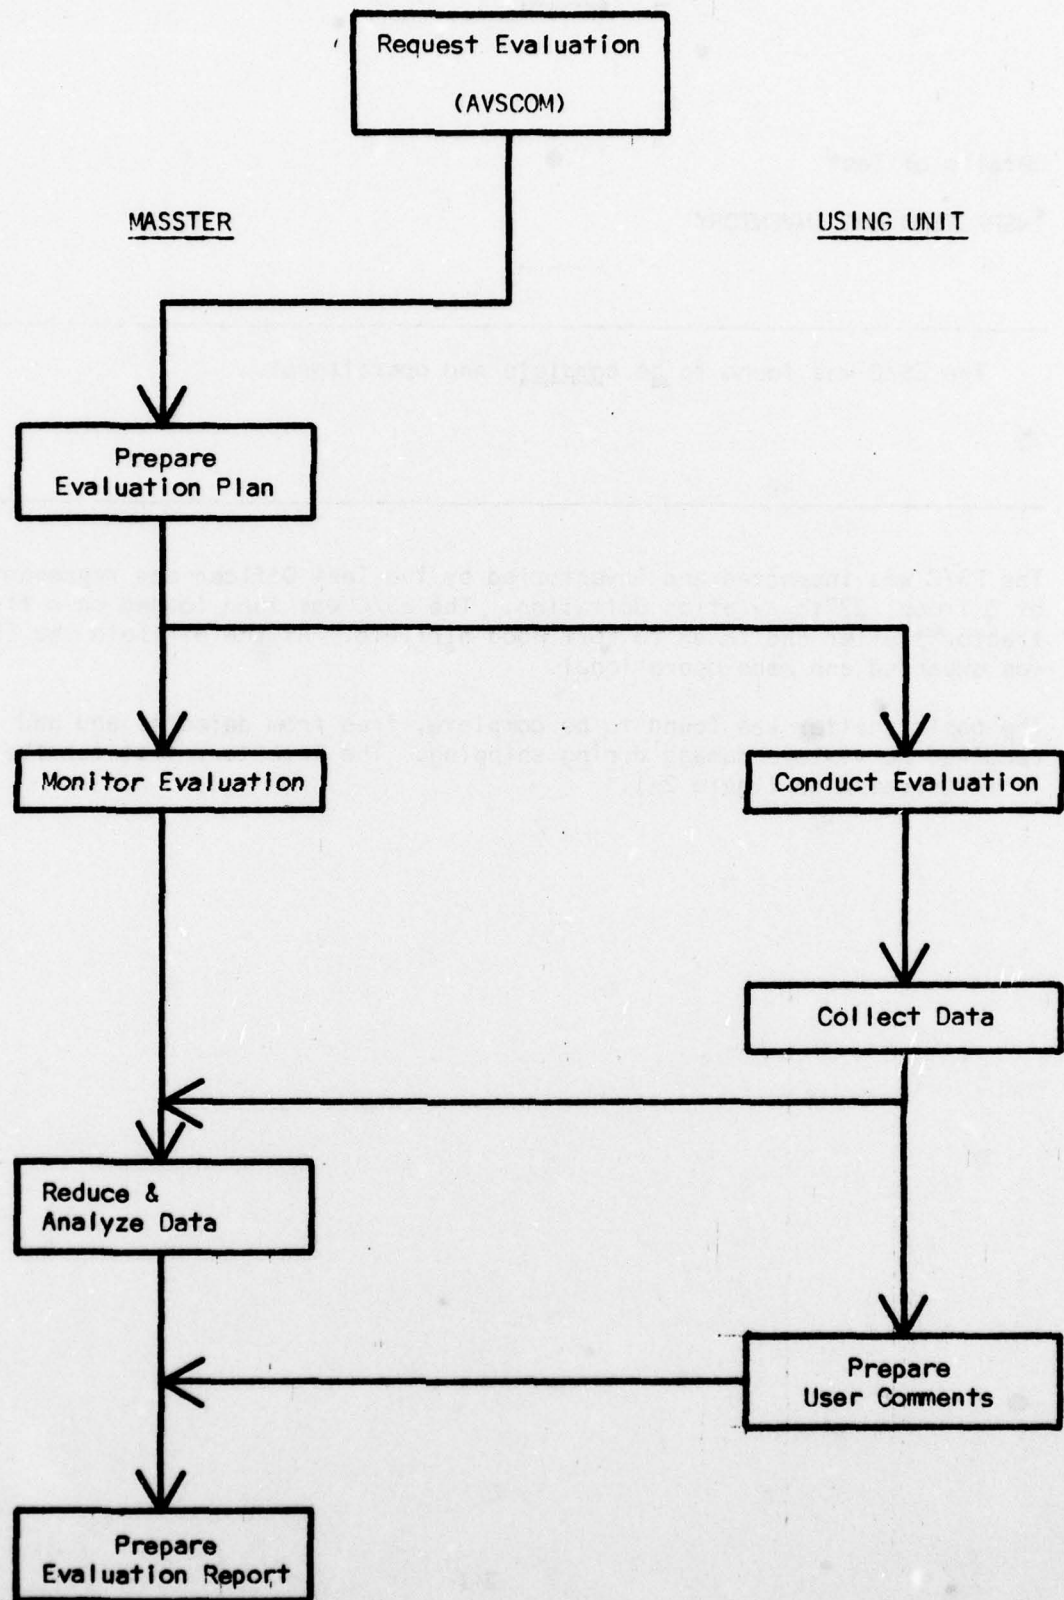 Request Evaluation
(AVSCOM)
MASSTER
USING UNIT
Prepare
Evaluation Plan
Monitor Evaluation
Conduct Evaluation
Collect Data
Reduce &
Analyze Data
Prepare
User Comments
Prepare
Evaluation Report